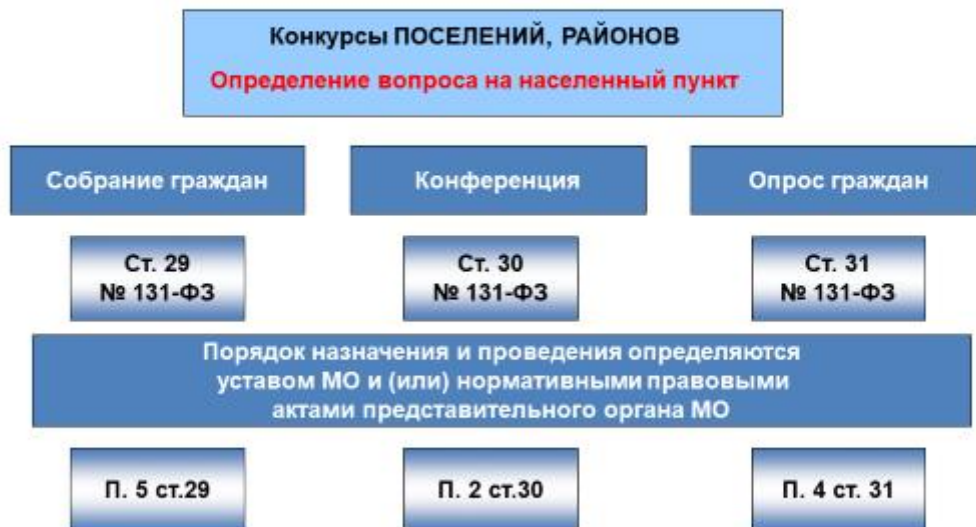 Конкурсы ПОСЕЛЕНИЙ, РАЙОНОВ
Определение вопроса на населенный пункт
Собрание граждан
Конференция
Опрос граждан
Ст. 29
№ 131-ФЗ
Ст. 30
№ 131-ФЗ
Ст. 31
№ 131-ФЗ
Порядок назначения и проведения определяются
уставом МО и (или) нормативными правовыми
актами представительного органа МО
П. 5 ст.29
П. 2 ст.30
П. 4 ст. 31